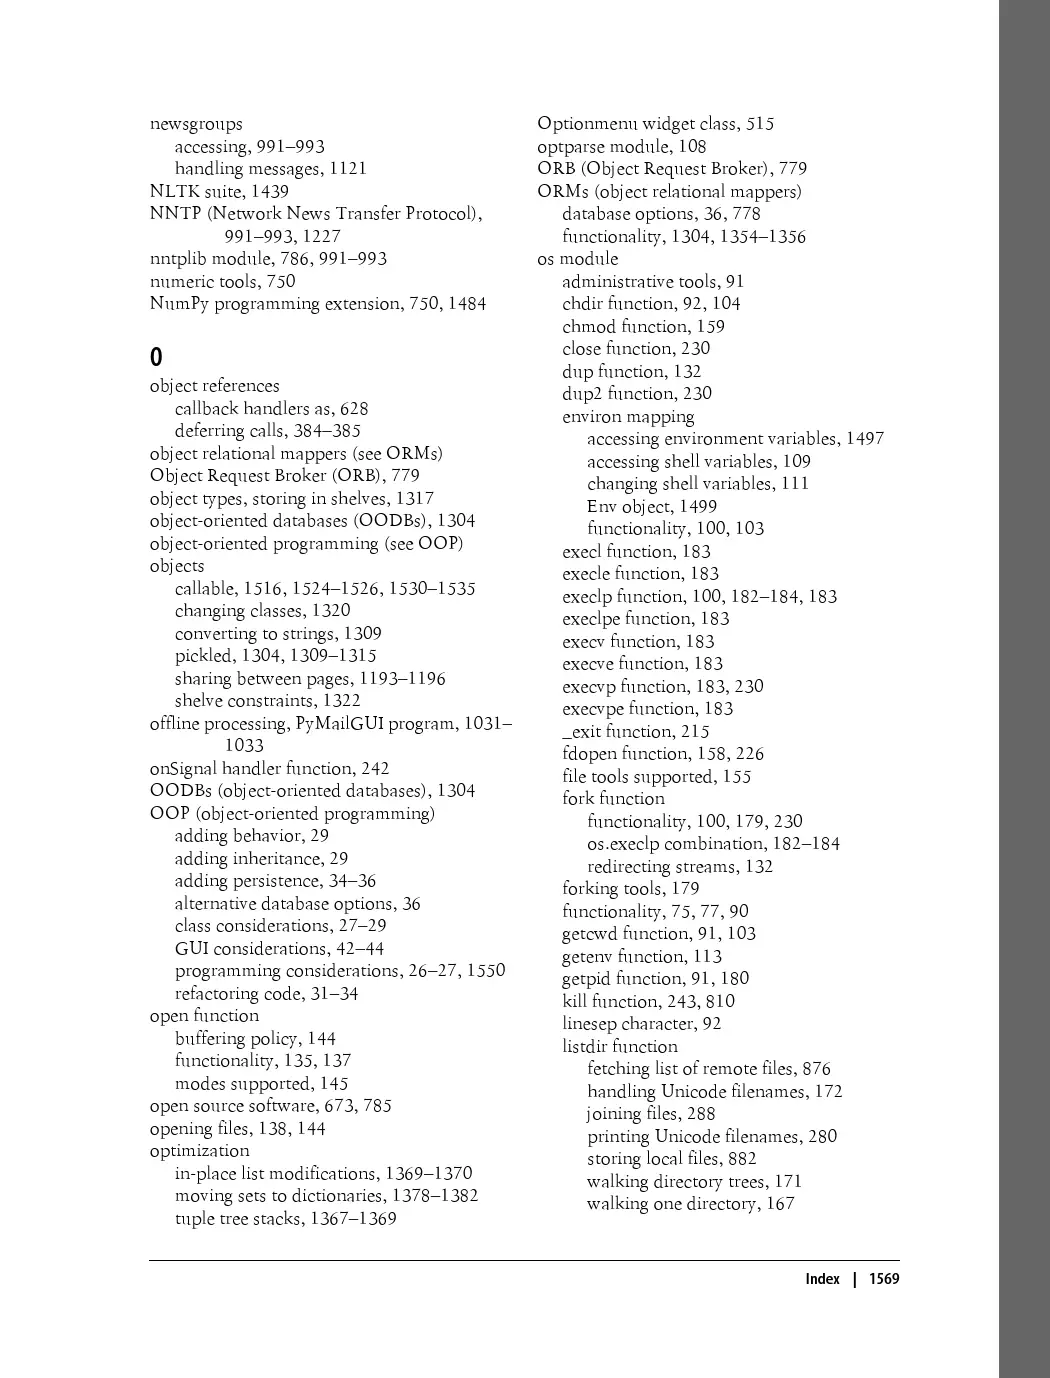 newsgroups
accessing, 991–993
handling messages, 1121
NLTK suite, 1439
NNTP (Network News Transfer Protocol),
991–993, 1227
nntplib module, 786, 991–993
numeric tools, 750
NumPy programming extension, 750, 1484
O
object references
callback handlers as, 628
deferring calls, 384–385
object relational mappers (see ORMs)
Object Request Broker (ORB), 779
object types, storing in shelves, 1317
object-oriented databases (OODBs), 1304
object-oriented programming (see OOP)
objects
callable, 1516, 1524–1526, 1530–1535
changing classes, 1320
converting to strings, 1309
pickled, 1304, 1309–1315
sharing between pages, 1193–1196
shelve constraints, 1322
offline processing, PyMailGUI program, 1031–
1033
onSignal handler function, 242
OODBs (object-oriented databases), 1304
OOP (object-oriented programming)
adding behavior, 29
adding inheritance, 29
adding persistence, 34–36
alternative database options, 36
class considerations, 27–29
GUI considerations, 42–44
programming considerations, 26–27, 1550
refactoring code, 31–34
open function
buffering policy, 144
functionality, 135, 137
modes supported, 145
open source software, 673, 785
opening files, 138, 144
optimization
in-place list modifications, 1369–1370
moving sets to dictionaries, 1378–1382
tuple tree stacks, 1367–1369
Optionmenu widget class, 515
optparse module, 108
ORB (Object Request Broker), 779
ORMs (object relational mappers)
database options, 36, 778
functionality, 1304, 1354–1356
os module
administrative tools, 91
chdir function, 92, 104
chmod function, 159
close function, 230
dup function, 132
dup2 function, 230
environ mapping
accessing environment variables, 1497
accessing shell variables, 109
changing shell variables, 111
Env object, 1499
functionality, 100, 103
execl function, 183
execle function, 183
execlp function, 100, 182–184, 183
execlpe function, 183
execv function, 183
execve function, 183
execvp function, 183, 230
execvpe function, 183
_exit function, 215
fdopen function, 158, 226
file tools supported, 155
fork function
functionality, 100, 179, 230
os.execlp combination, 182–184
redirecting streams, 132
forking tools, 179
functionality, 75, 77, 90
getcwd function, 91, 103
getenv function, 113
getpid function, 91, 180
kill function, 243, 810
linesep character, 92
listdir function
fetching list of remote files, 876
handling Unicode filenames, 172
joining files, 288
printing Unicode filenames, 280
storing local files, 882
walking directory trees, 171
walking one directory, 167
Index | 1569